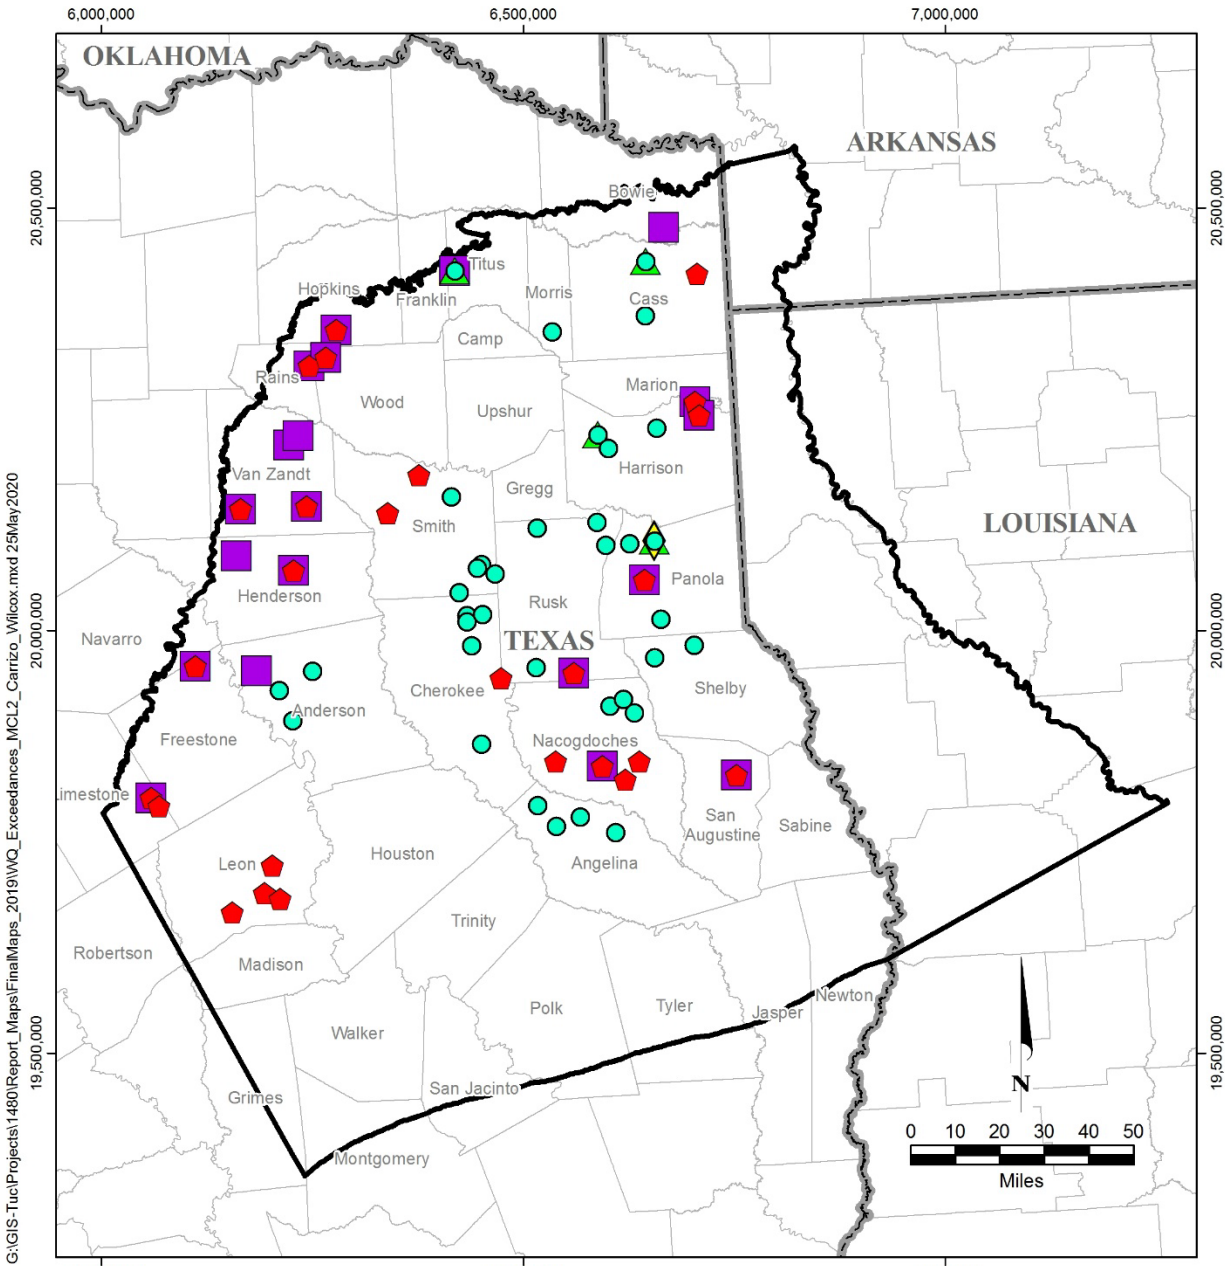 6,000,000
6,500,000
7,000,000
OKLAHOMA
ARKANSAS
20,500,000
Bowie
20,500,000
Titus
Hopkins
Franklin
Morris
Cass
Camp
Rains
Wood
Marion
Upshur
Van Zandt
Harrison
Gregg
Smith
LOUISIANA
Henderson
Rusk
Panola
Navarro
20,000,000
TEXAS
20,000,000
Cherokee
Shelby
Anderson
Freestone
Nacogdoches
Limestone
San
Augustine
Sabine
Houston
Leon
Angelina
Trinity
Robertson
Madison
Newton
Polk
Tyler
Jasper
Walker
19,500,000
19,500,000
San Jacinto
Grimes
N
0 10 20 30 40 50
Miles
Montgomery
G:\GIS-Tuc\Projects\1480\Report_Maps\FinalMaps_2019\WQ_Exceedances_MCL2_Carrizo_Wilcox.mxd 25May2020